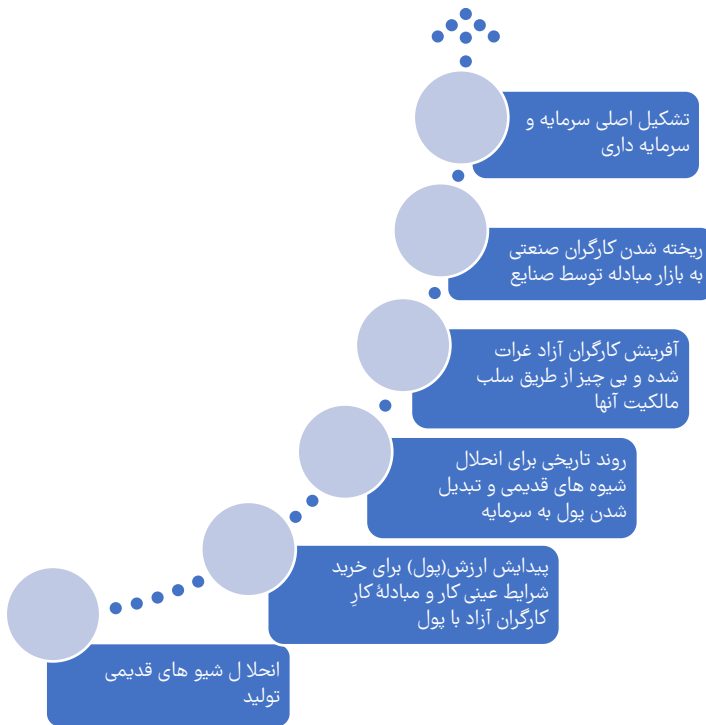 تشکیل اصلی سرمایه و
سرمایه داری
ریخته شدن کارگران صنعتی
به بازار مبادله توسط صنایع
آفرینش کارگران آزاد غرات
شده و بی چیز از طریق سلب
مالکیت آنها
روند تاریخی برای انحلال
شیوه های قدیمی و تبدیل
شدن پول به سرمایه
پیدایش ارزش(پول) برای خرید
شرایط عینی کار و مبادلهٔ کارِ
کارگران آزاد با پول
انحلا ل شیو های قدیمی
تولید